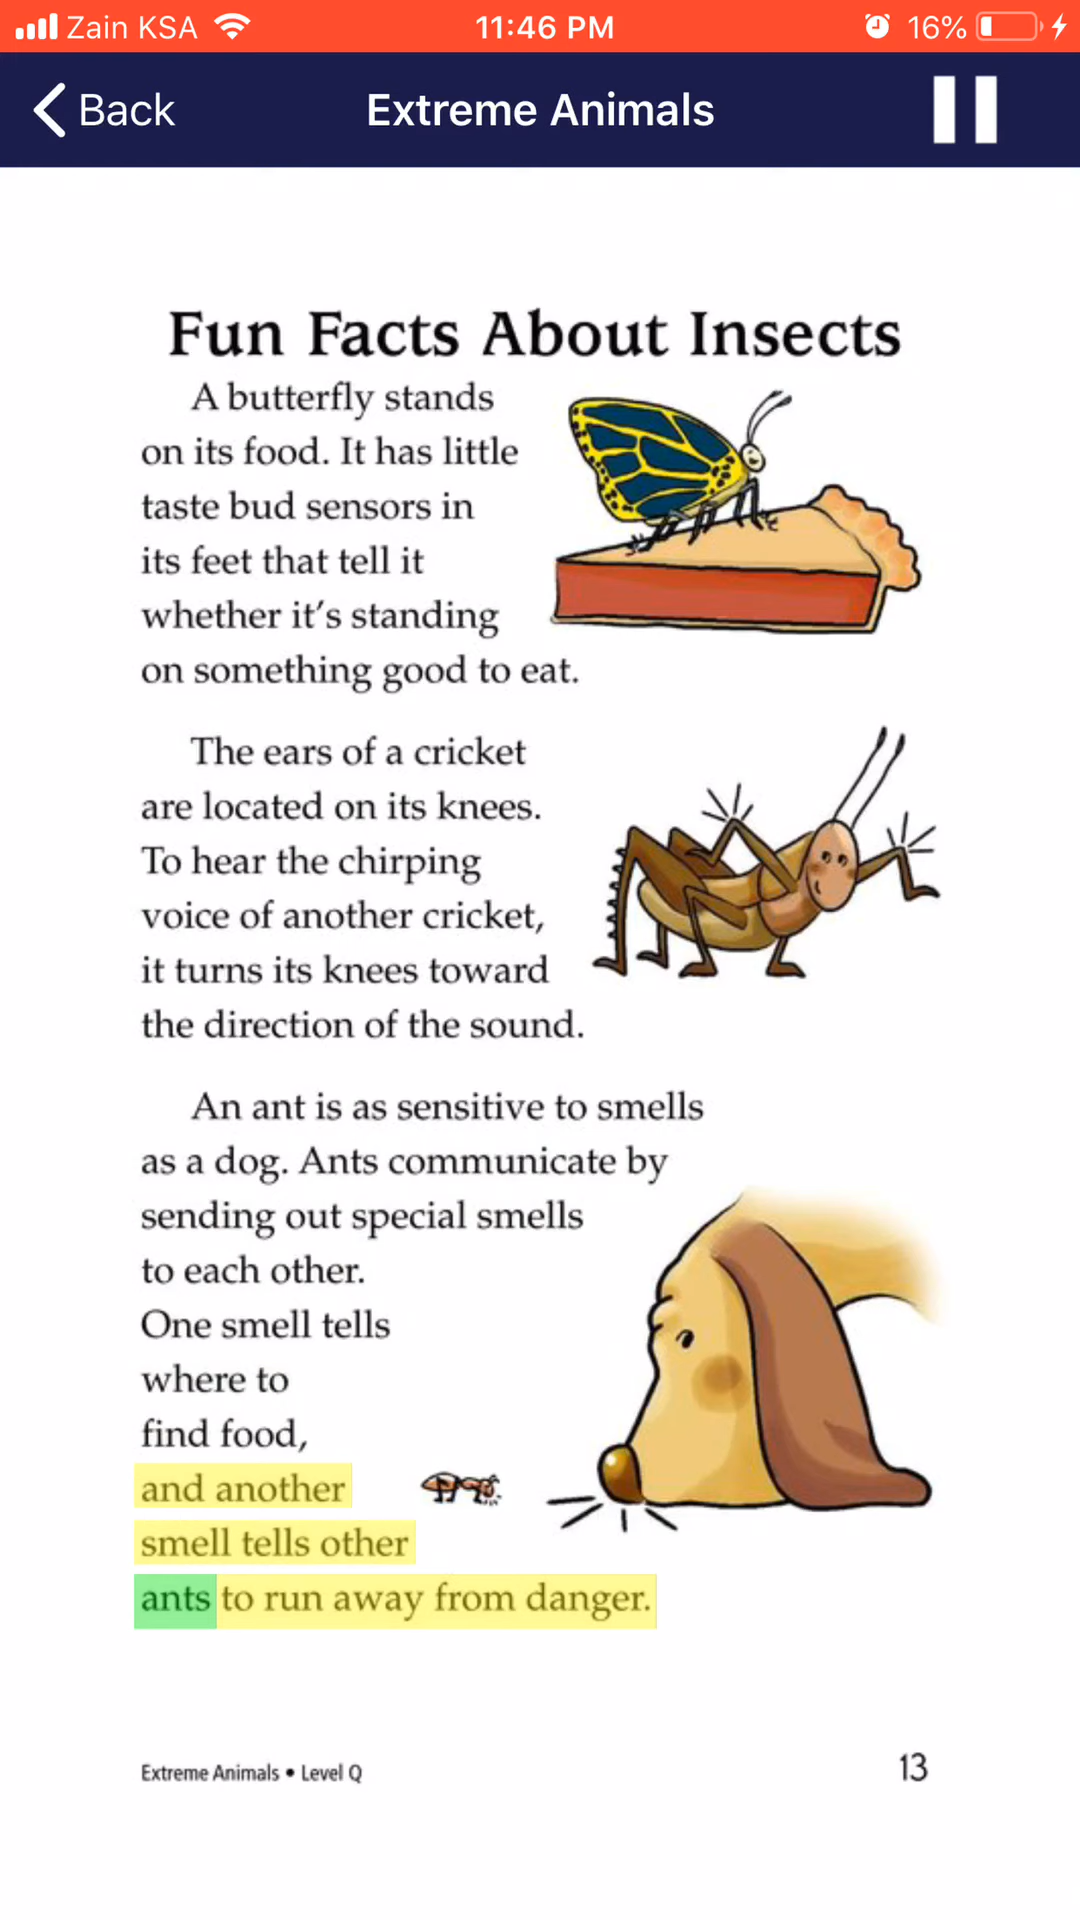 Zain KSA 11:46 PM 16%
Back Extreme Animals
Fun Facts About Insects
A butterfly stands
on its food. It has little
taste bud sensors in
its feet that tell it
whether it's standing
on something good to eat.
The ears of a cricket
are located on its knees.
To hear the chirping
voice of another cricket,
it turns its knees toward
the direction of the sound.
An ant is as sensitive to smells
as a dog. Ants communicate by
sending out special smells
to each other.
One smell tells
where to
find food,
and another
smell tells other
ants to run away from danger.
Extreme Animals • Level Q 13